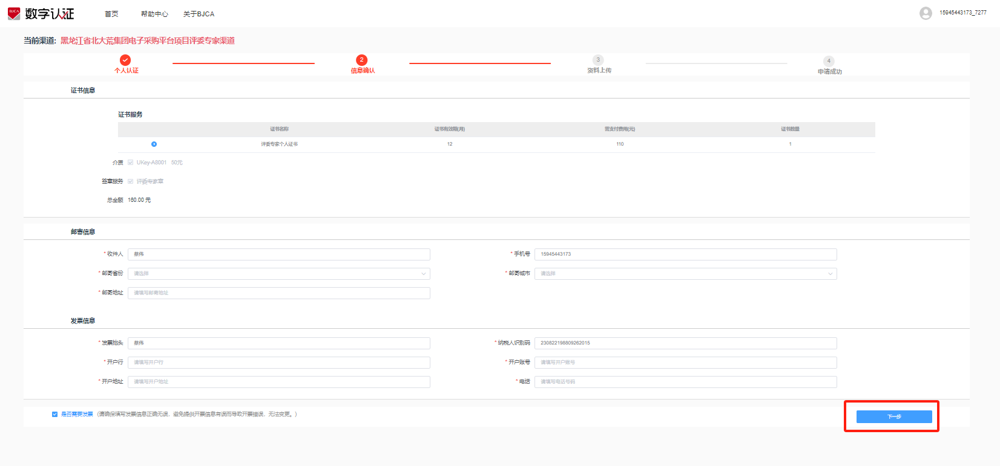 BJCA 数字认证 首页 帮助中心 关于BJCA 15945443173_7277
当前渠道: 黑龙江省北大荒集团电子采购平台项目评委专家渠道
2 3 4
个人认证 信息确认 资料上传 申请成功
证书信息
证书服务
证书名称 证书有效期(月) 需支付费用(元) 证书数量
评委专家个人证书 12 110 1
介质 UKey-A8001 50元
签章服务 评委专家章
总金额 160.00 元
邮寄信息
* 收件人 蔡伟 * 手机号 15945443173
* 邮寄省份 请选择 * 邮寄城市 请选择
* 邮寄地址 请填写邮寄地址
发票信息
* 发票抬头 蔡伟 * 纳税人识别码 230822198809262015
* 开户行 请填写开户行 * 开户账号 请填写开户账号
* 开户地址 请填写开户地址 * 电话 请填写电话号码
是否需要发票 (请确保填写发票信息正确无误，避免提供开票信息有误而导致开票错误，无法变更。)
下一步